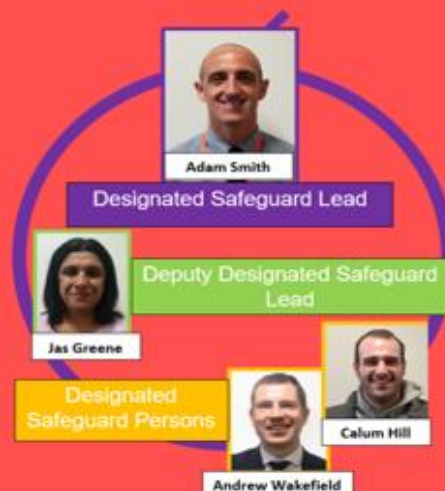 Adam Smith
Designated Safeguard Lead
Deputy Designated Safeguard
Lead
Jas Greene
Designated
Safeguard Persons
Calum Hill
Andrew Wakefield